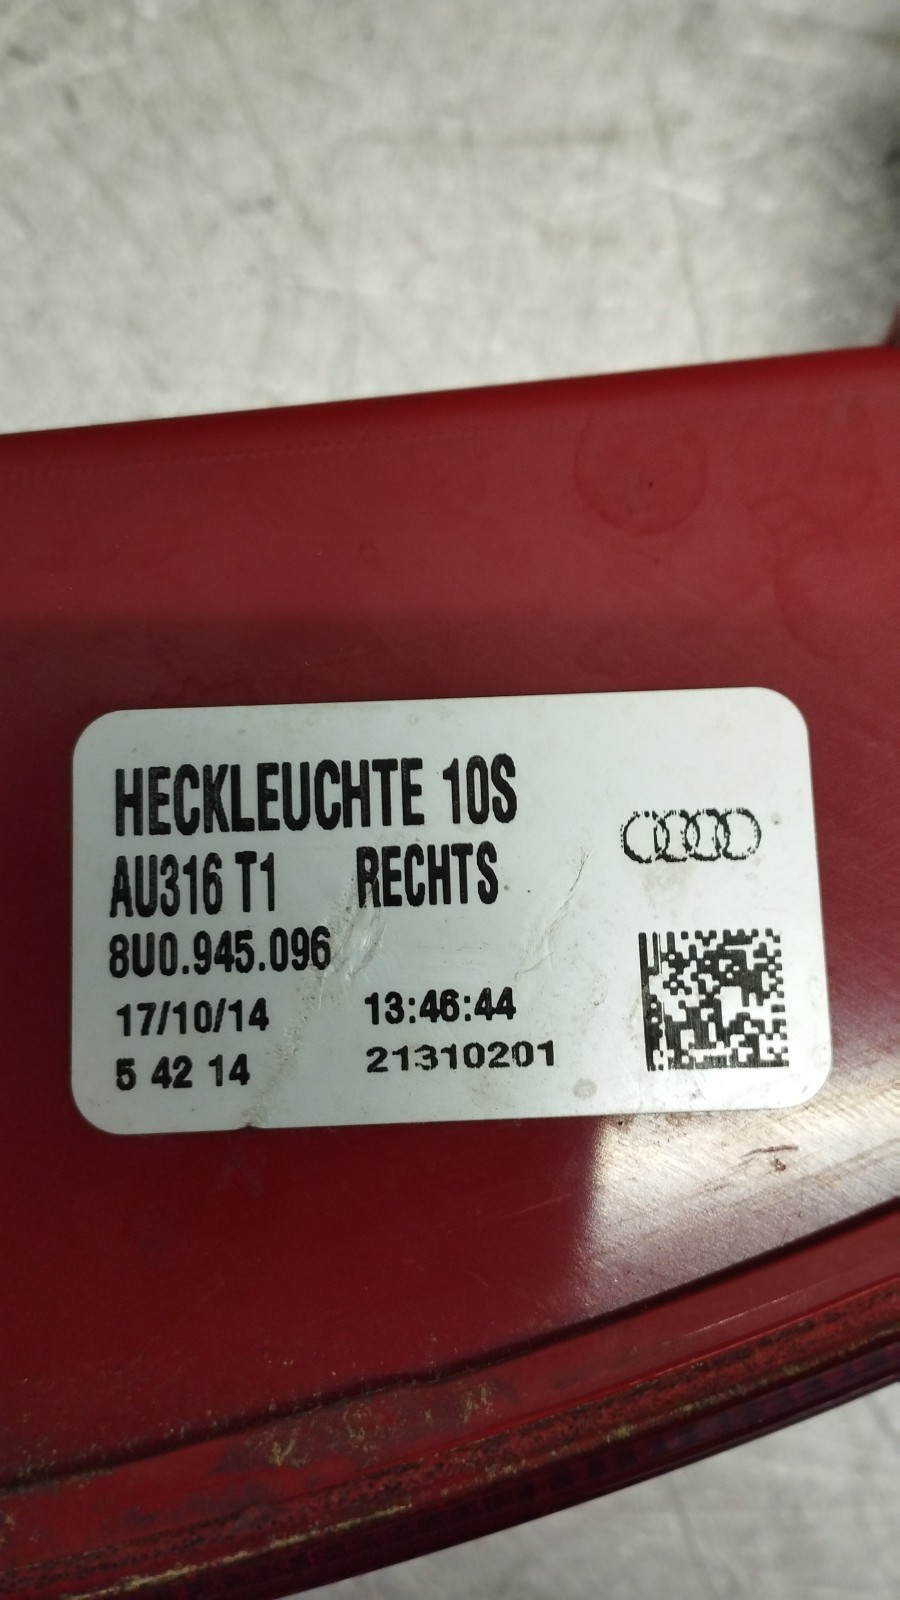 HECKLEUCHTE 10S
AU316 T1 RECHTS
8U0.945.096
17/10/14 13:46:44
5 42 14 21310201